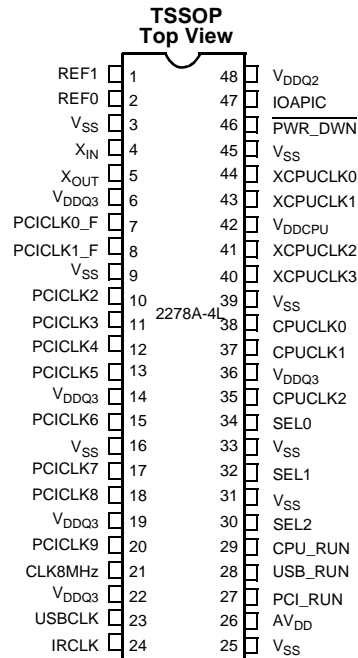 TSSOP
Top View
REF1 1 48 VDDQ2
REF0 2 47 IOAPIC
VSS 3 46 PWR_DWN
XIN 4 45 VSS
XOUT 5 44 XCPUCLK0
VDDQ3 6 43 XCPUCLK1
PCICLK0_F 7 42 VDDCPU
PCICLK1_F 8 41 XCPUCLK2
VSS 9 40 XCPUCLK3
PCICLK2 10 39 VSS
2278A-4L
PCICLK3 11 38 CPUCLK0
PCICLK4 12 37 CPUCLK1
PCICLK5 13 36 VDDQ3
VDDQ3 14 35 CPUCLK2
PCICLK6 15 34 SEL0
VSS 16 33 VSS
PCICLK7 17 32 SEL1
PCICLK8 18 31 VSS
VDDQ3 19 30 SEL2
PCICLK9 20 29 CPU_RUN
CLK8MHz 21 28 USB_RUN
VDDQ3 22 27 PCI_RUN
USBCLK 23 26 AVDD
IRCLK 24 25 VSS